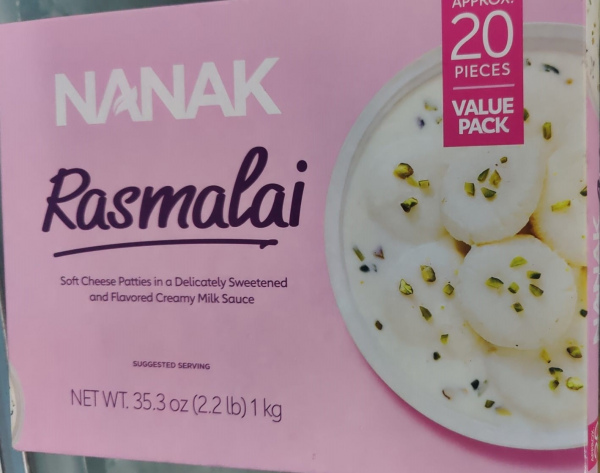 APPROX.
20
PIECES
VALUE
PACK
NANAK
Rasmalai
Soft Cheese Patties in a Delicately Sweetened
and Flavored Creamy Milk Sauce
SUGGESTED SERVING
NET WT. 35.3 oz (2.2 lb) 1 kg